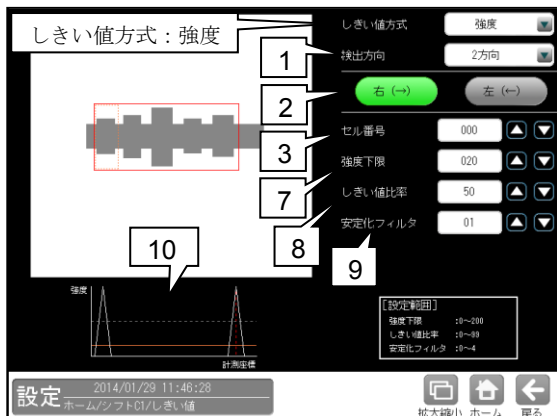 しきい値方式：強度
しきい値方式 強度
1 検出方向 2方向
2 右（→） 左（←）
3 セル番号 000
7 強度下限 020
8 しきい値比率 50
9 安定化フィルタ 01
10
強度
計測座標
[設定範囲]
強度下限 :0～200
しきい値比率 :0～99
安定化フィルタ :0～4
設定 2014/01/29 11:46:28
ホーム/シフトC1/しきい値
拡大縮小 ホーム 戻る